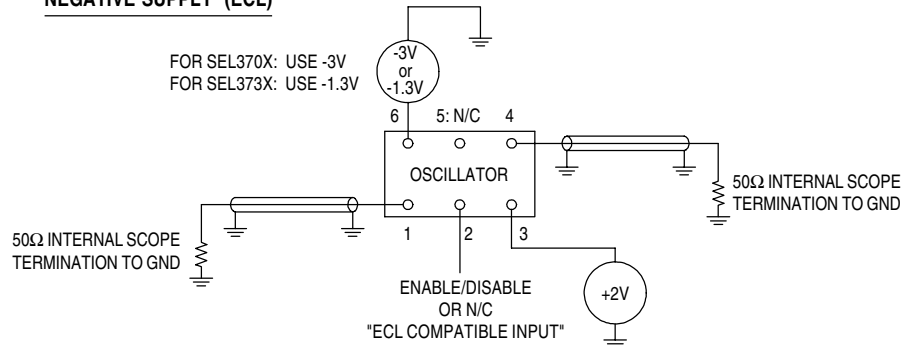 NEGATIVE SUPPLY (ECL)
FOR SEL370X: USE -3V
FOR SEL373X: USE -1.3V
-3V
or
-1.3V
6 5: N/C 4
OSCILLATOR
50Ω INTERNAL SCOPE
TERMINATION TO GND
1 2 3
50Ω INTERNAL SCOPE
TERMINATION TO GND
ENABLE/DISABLE
OR N/C
"ECL COMPATIBLE INPUT"
+2V